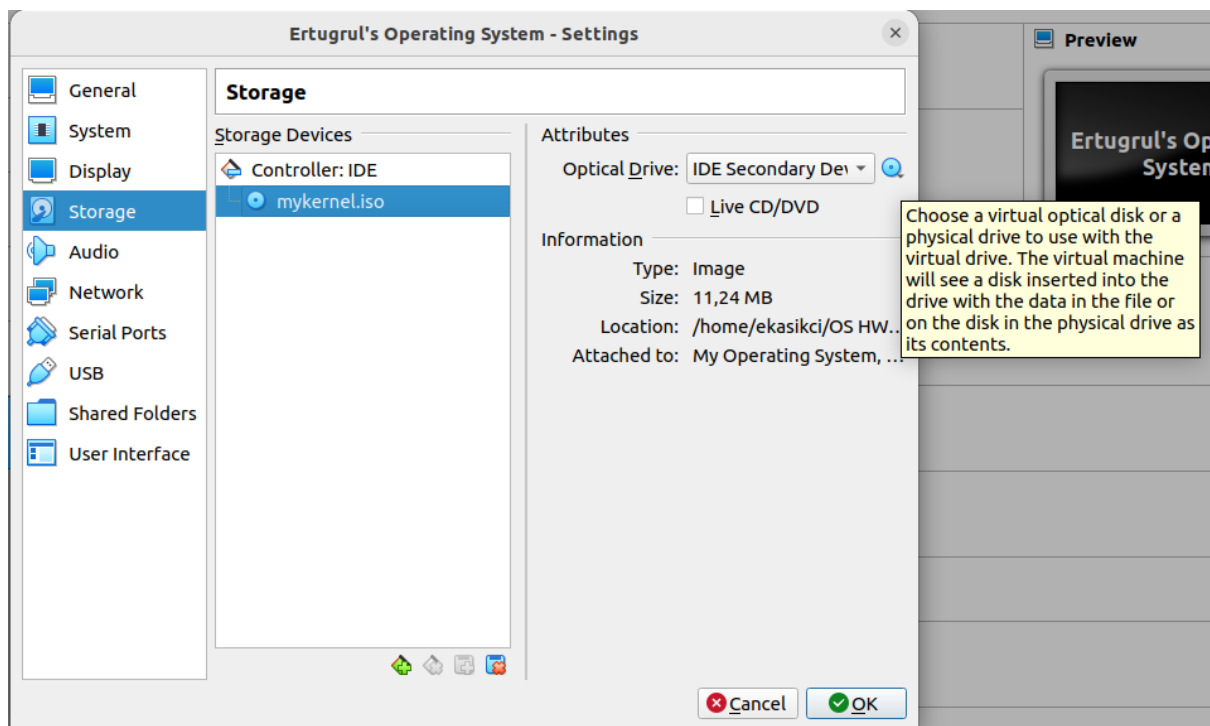 Ertugrul's Operating System - Settings
Preview
Ertugrul's Op
System
General
System
Display
Storage
Audio
Network
Serial Ports
USB
Shared Folders
User Interface
Storage
Storage Devices
Controller: IDE
mykernel.iso
Attributes
Optical Drive: IDE Secondary Dev
Live CD/DVD
Information
Type: Image
Size: 11,24 MB
Location: /home/ekasikci/OS HW...
Attached to: My Operating System, ...
Choose a virtual optical disk or a
physical drive to use with the
virtual drive. The virtual machine
will see a disk inserted into the
drive with the data in the file or
on the disk in the physical drive as
its contents.
Cancel
OK